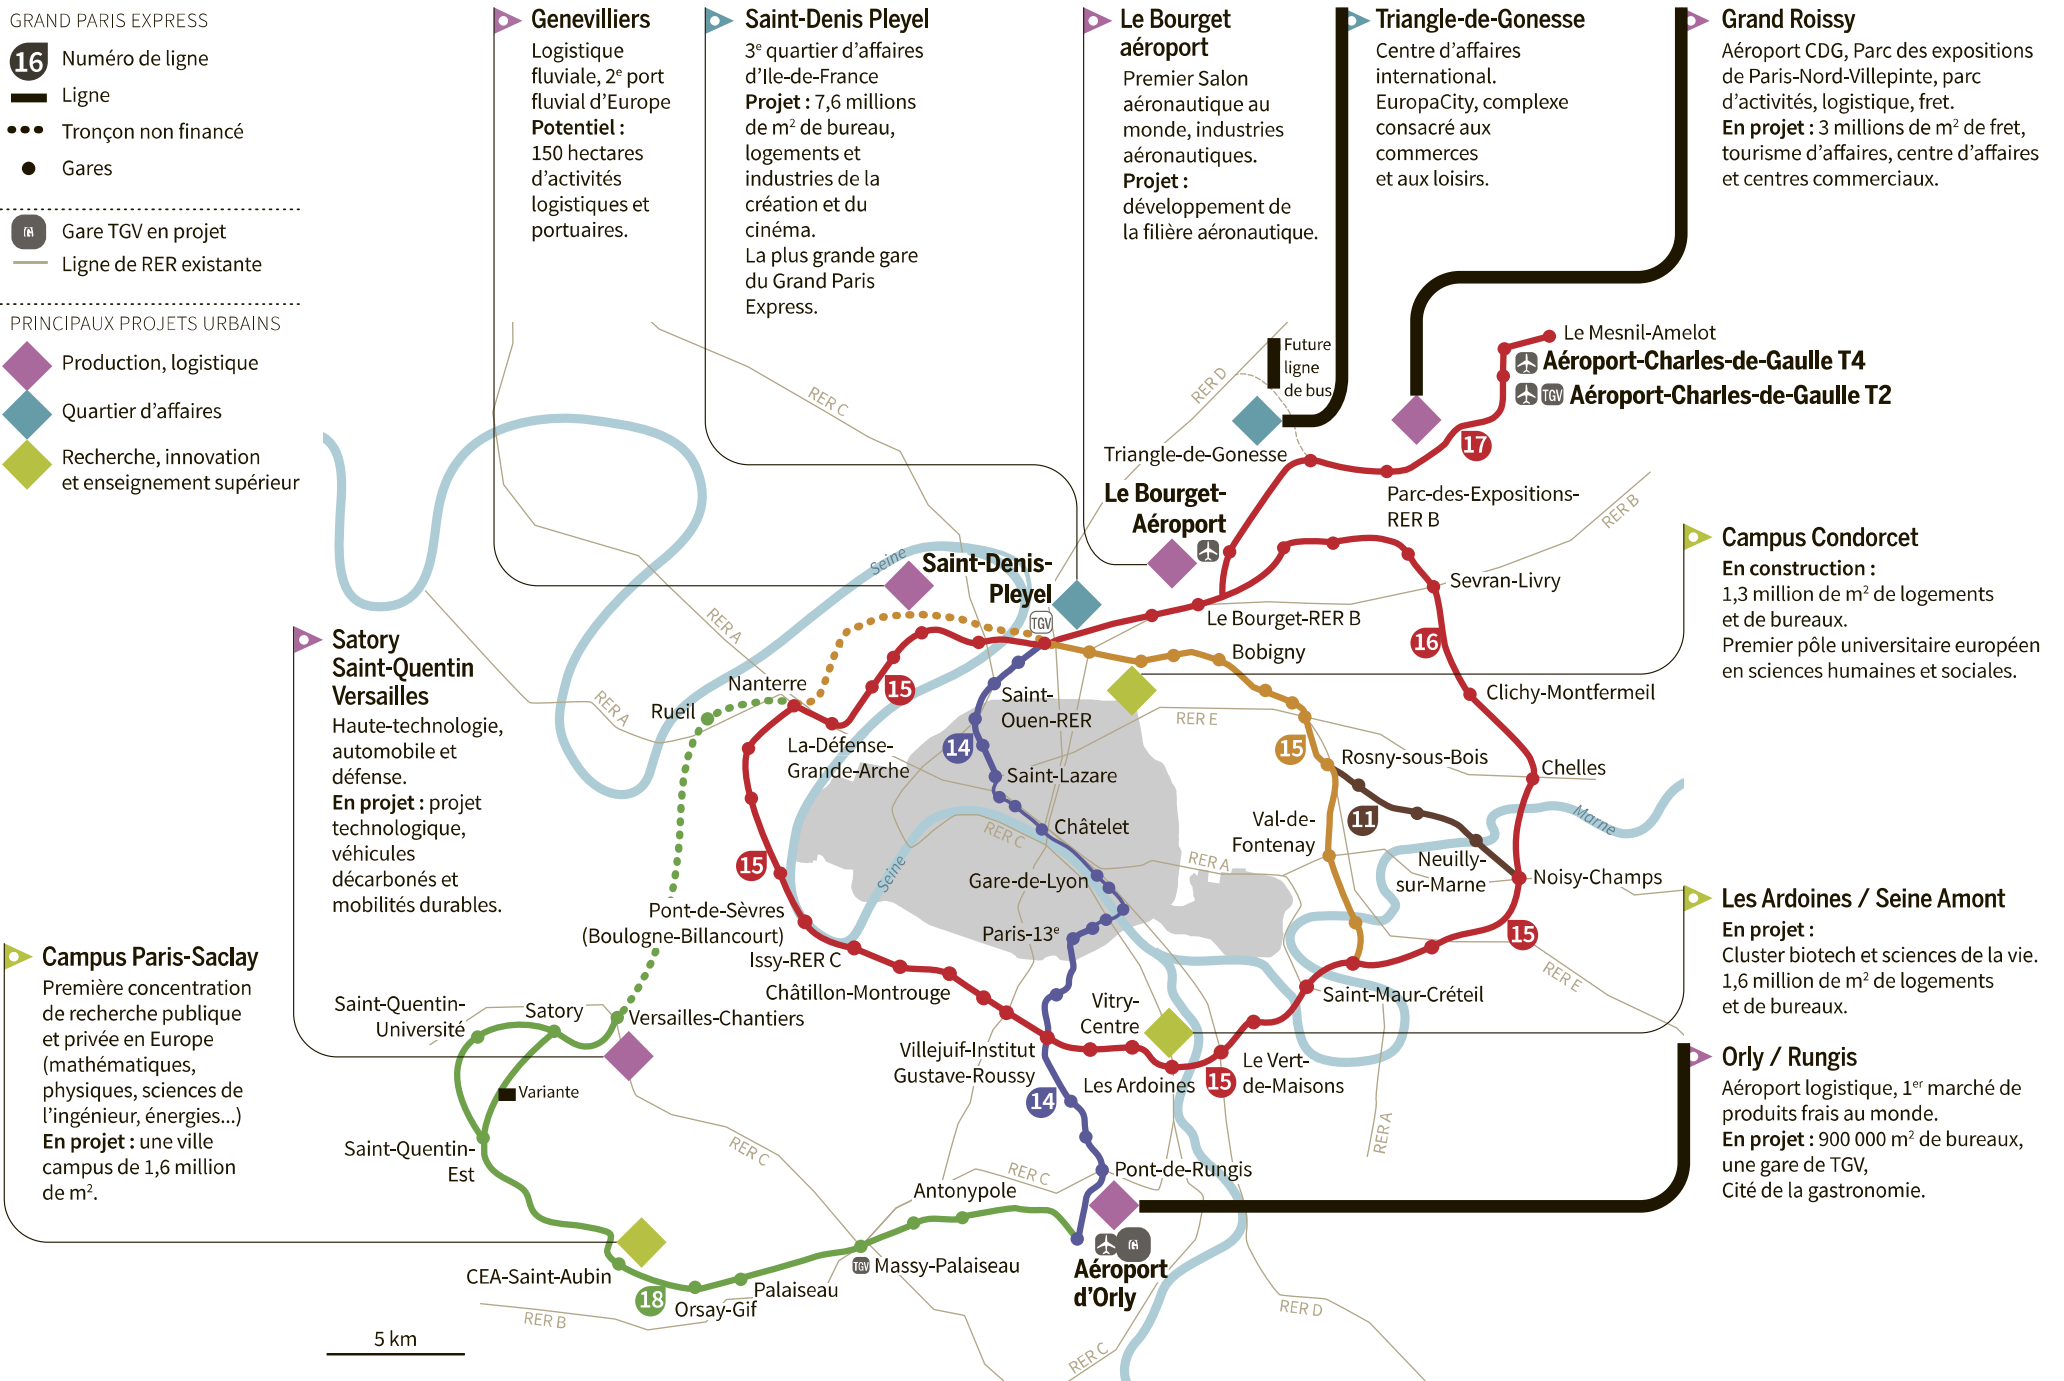 GRAND PARIS EXPRESS
16
Numéro de ligne
Ligne
Tronçon non financé
Gares
Gare TGV en projet
Ligne de RER existante
PRINCIPAUX PROJETS URBAINS
Production, logistique
Quartier d'affaires
Recherche, innovation
et enseignement supérieur
Genevilliers
Logistique
fluviale, 2e port
fluvial d'Europe
Potentiel :
150 hectares
d'activités
logistiques et
portuaires.
Saint-Denis Pleyel
3e quartier d'affaires
d'Ile-de-France
Projet : 7,6 millions
de m² de bureau,
logements et
industries de la
création et du
cinéma.
La plus grande gare
du Grand Paris
Express.
Le Bourget
aéroport
Premier Salon
aéronautique au
monde, industries
aéronautiques.
Projet :
développement de
la filière aéronautique.
Triangle-de-Gonesse
Centre d'affaires
international.
EuropaCity, complexe
consacré aux
commerces
et aux loisirs.
Grand Roissy
Aéroport CDG, Parc des expositions
de Paris-Nord-Villepinte, parc
d'activités, logistique, fret.
En projet : 3 millions de m² de fret,
tourisme d'affaires, centre d'affaires
et centres commerciaux.
Le Mesnil-Amelot
Aéroport-Charles-de-Gaulle T4
TGV
Aéroport-Charles-de-Gaulle T2
Future
ligne
de bus
RER D
RER C
17
Triangle-de-Gonesse
Parc-des-Expositions-
RER B
RER B
Le Bourget-
Aéroport
Campus Condorcet
En construction :
1,3 million de m² de logements
et de bureaux.
Premier pôle universitaire européen
en sciences humaines et sociales.
Seine
Saint-Denis-
Pleyel
TGV
Sevran-Livry
Le Bourget-RER B
16
Bobigny
Clichy-Montfermeil
RER A
RER A
Satory
Saint-Quentin
Versailles
Haute-technologie,
automobile et
défense.
En projet : projet
technologique,
véhicules
décarbonés et
mobilités durables.
Nanterre
Rueil
15
La-Défense-
Grande-Arche
Saint-
Ouen-RER
14
RER E
15
Rosny-sous-Bois
Chelles
Saint-Lazare
Châtelet
RER C
Seine
Val-de-
Fontenay
11
Marne
RER A
Neuilly-
sur-Marne
Noisy-Champs
15
Gare-de-Lyon
Paris-13e
Pont-de-Sèvres
(Boulogne-Billancourt)
Issy-RER C
Châtillon-Montrouge
15
RER E
Les Ardoines / Seine Amont
En projet :
Cluster biotech et sciences de la vie.
1,6 million de m² de logements
et de bureaux.
Campus Paris-Saclay
Première concentration
de recherche publique
et privée en Europe
(mathématiques,
physiques, sciences de
l'ingénieur, énergies...)
En projet : une ville
campus de 1,6 million
de m².
Saint-Quentin-
Université
Satory
Versailles-Chantiers
Variante
Saint-Quentin-
Est
Vitry-
Centre
Saint-Maur-Créteil
Villejuif-Institut
Gustave-Roussy
Les Ardoines
15
Le Vert-
de-Maisons
14
RER A
Orly / Rungis
Aéroport logistique, 1er marché de
produits frais au monde.
En projet : 900 000 m² de bureaux,
une gare de TGV,
Cité de la gastronomie.
RER C
RER C
Pont-de-Rungis
Antonypole
Aéroport
d'Orly
TGV
Massy-Palaiseau
CEA-Saint-Aubin
18
Orsay-Gif
Palaiseau
RER B
RER D
RER C
5 km